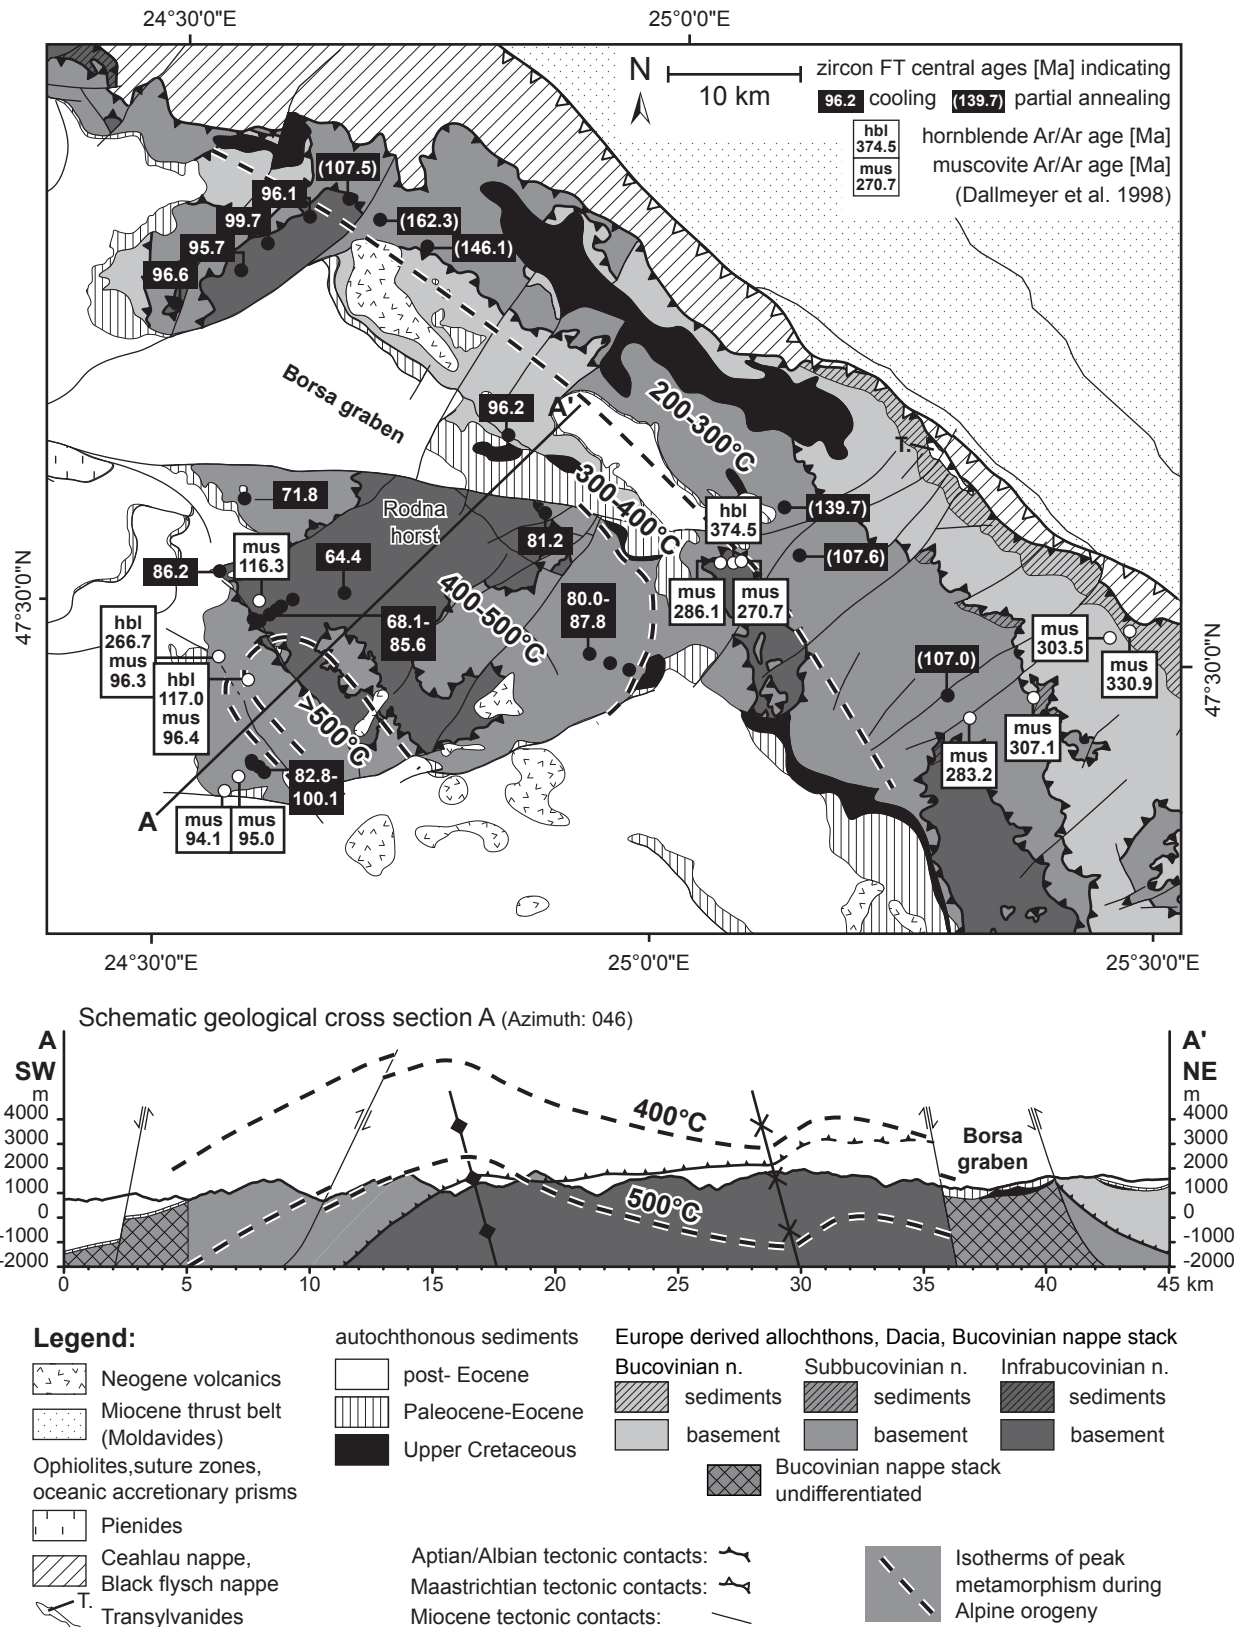 24°30'0"E
25°0'0"E
N
10 km
zircon FT central ages [Ma] indicating
96.2 cooling (139.7) partial annealing
hbl
374.5
hornblende Ar/Ar age [Ma]
mus
270.7
muscovite Ar/Ar age [Ma]
(Dallmeyer et al. 1998)
(107.5)
96.1
99.7
(162.3)
95.7
(146.1)
96.6
Borsa graben
96.2
A'
200-300°C
T.
300-400°C
71.8
Rodna
horst
hbl
374.5
(139.7)
81.2
(107.6)
mus
116.3
64.4
86.2
400-500°C
mus
286.1
mus
270.7
47°30'0"N
80.0-
87.8
68.1-
85.6
hbl
266.7
mus
96.3
mus
303.5
47°30'0"N
(107.0)
mus
330.9
hbl
117.0
mus
96.4
>500°C
mus
307.1
mus
283.2
82.8-
100.1
A
mus
94.1
mus
95.0
24°30'0"E
25°0'0"E
25°30'0"E
Schematic geological cross section A (Azimuth: 046)
A
SW
m
4000
3000
2000
1000
0
-1000
-2000
A'
NE
m
4000
3000
2000
1000
0
-1000
-2000
400°C
500°C
Borsa
graben
0 5 10 15 20 25 30 35 40 45 km
Legend:
Neogene volcanics
Miocene thrust belt
(Moldavides)
Ophiolites,suture zones,
oceanic accretionary prisms
Pienides
Ceahlau nappe,
Black flysch nappe
T.
Transylvanides
autochthonous sediments
post- Eocene
Paleocene-Eocene
Upper Cretaceous
Europe derived allochthons, Dacia, Bucovinian nappe stack
Bucovinian n. Subbucovinian n. Infrabucovinian n.
sediments sediments sediments
basement basement basement
Bucovinian nappe stack
undifferentiated
Aptian/Albian tectonic contacts:
Maastrichtian tectonic contacts:
Miocene tectonic contacts:
Isotherms of peak
metamorphism during
Alpine orogeny